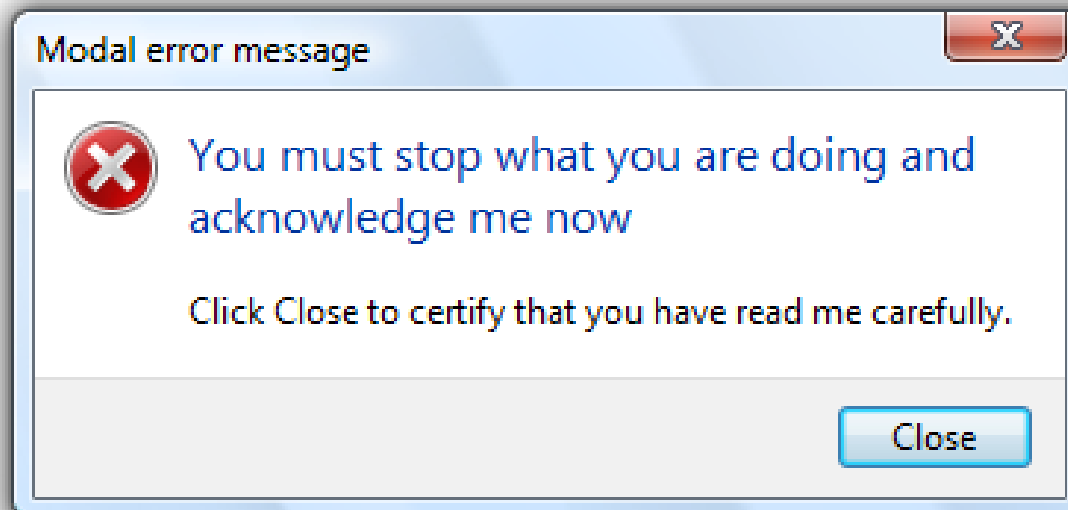 Modal error message
You must stop what you are doing and
acknowledge me now
Click Close to certify that you have read me carefully.
Close